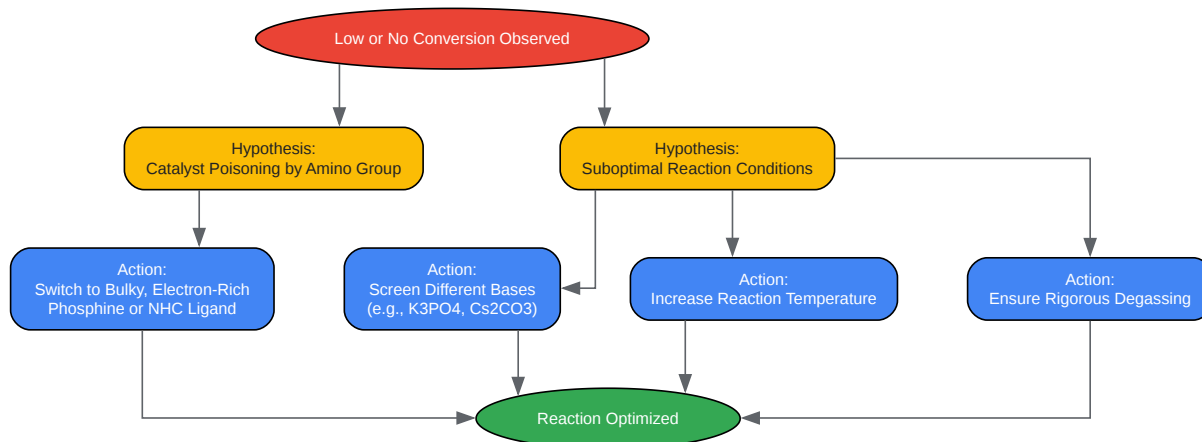 Low or No Conversion Observed
Hypothesis:
Catalyst Poisoning by Amino Group
Hypothesis:
Suboptimal Reaction Conditions
Action:
Switch to Bulky, Electron-Rich
Phosphine or NHC Ligand
Action:
Screen Different Bases
(e.g., K3PO4, Cs2CO3)
Action:
Increase Reaction Temperature
Action:
Ensure Rigorous Degassing
Reaction Optimized